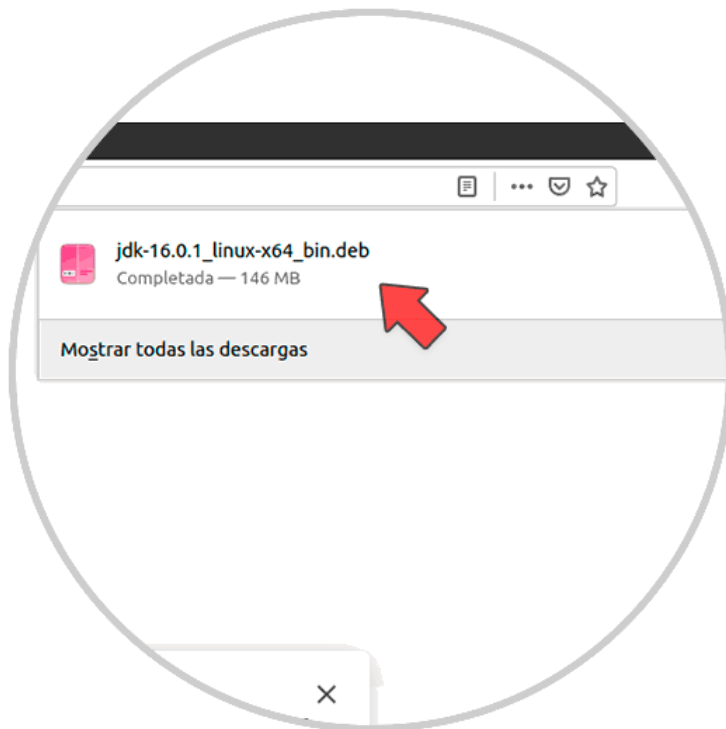 jdk-16.0.1_linux-x64_bin.deb
Completada — 146 MB
Mostrar todas las descargas